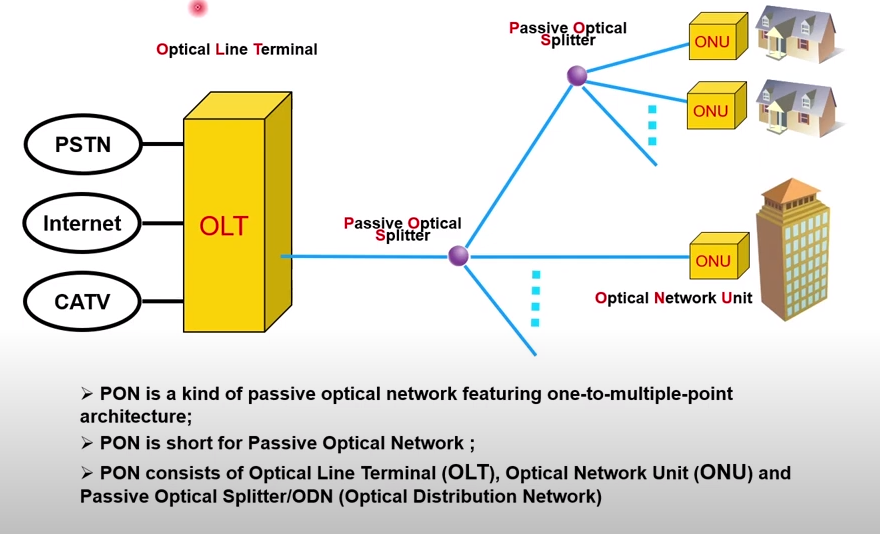 Optical Line Terminal
Passive Optical
Splitter
ONU
ONU
PSTN
Internet
CATV
OLT
Passive Optical
Splitter
ONU
Optical Network Unit
➢ PON is a kind of passive optical network featuring one-to-multiple-point
architecture;
➢ PON is short for Passive Optical Network ;
➢ PON consists of Optical Line Terminal (OLT), Optical Network Unit (ONU) and
Passive Optical Splitter/ODN (Optical Distribution Network)